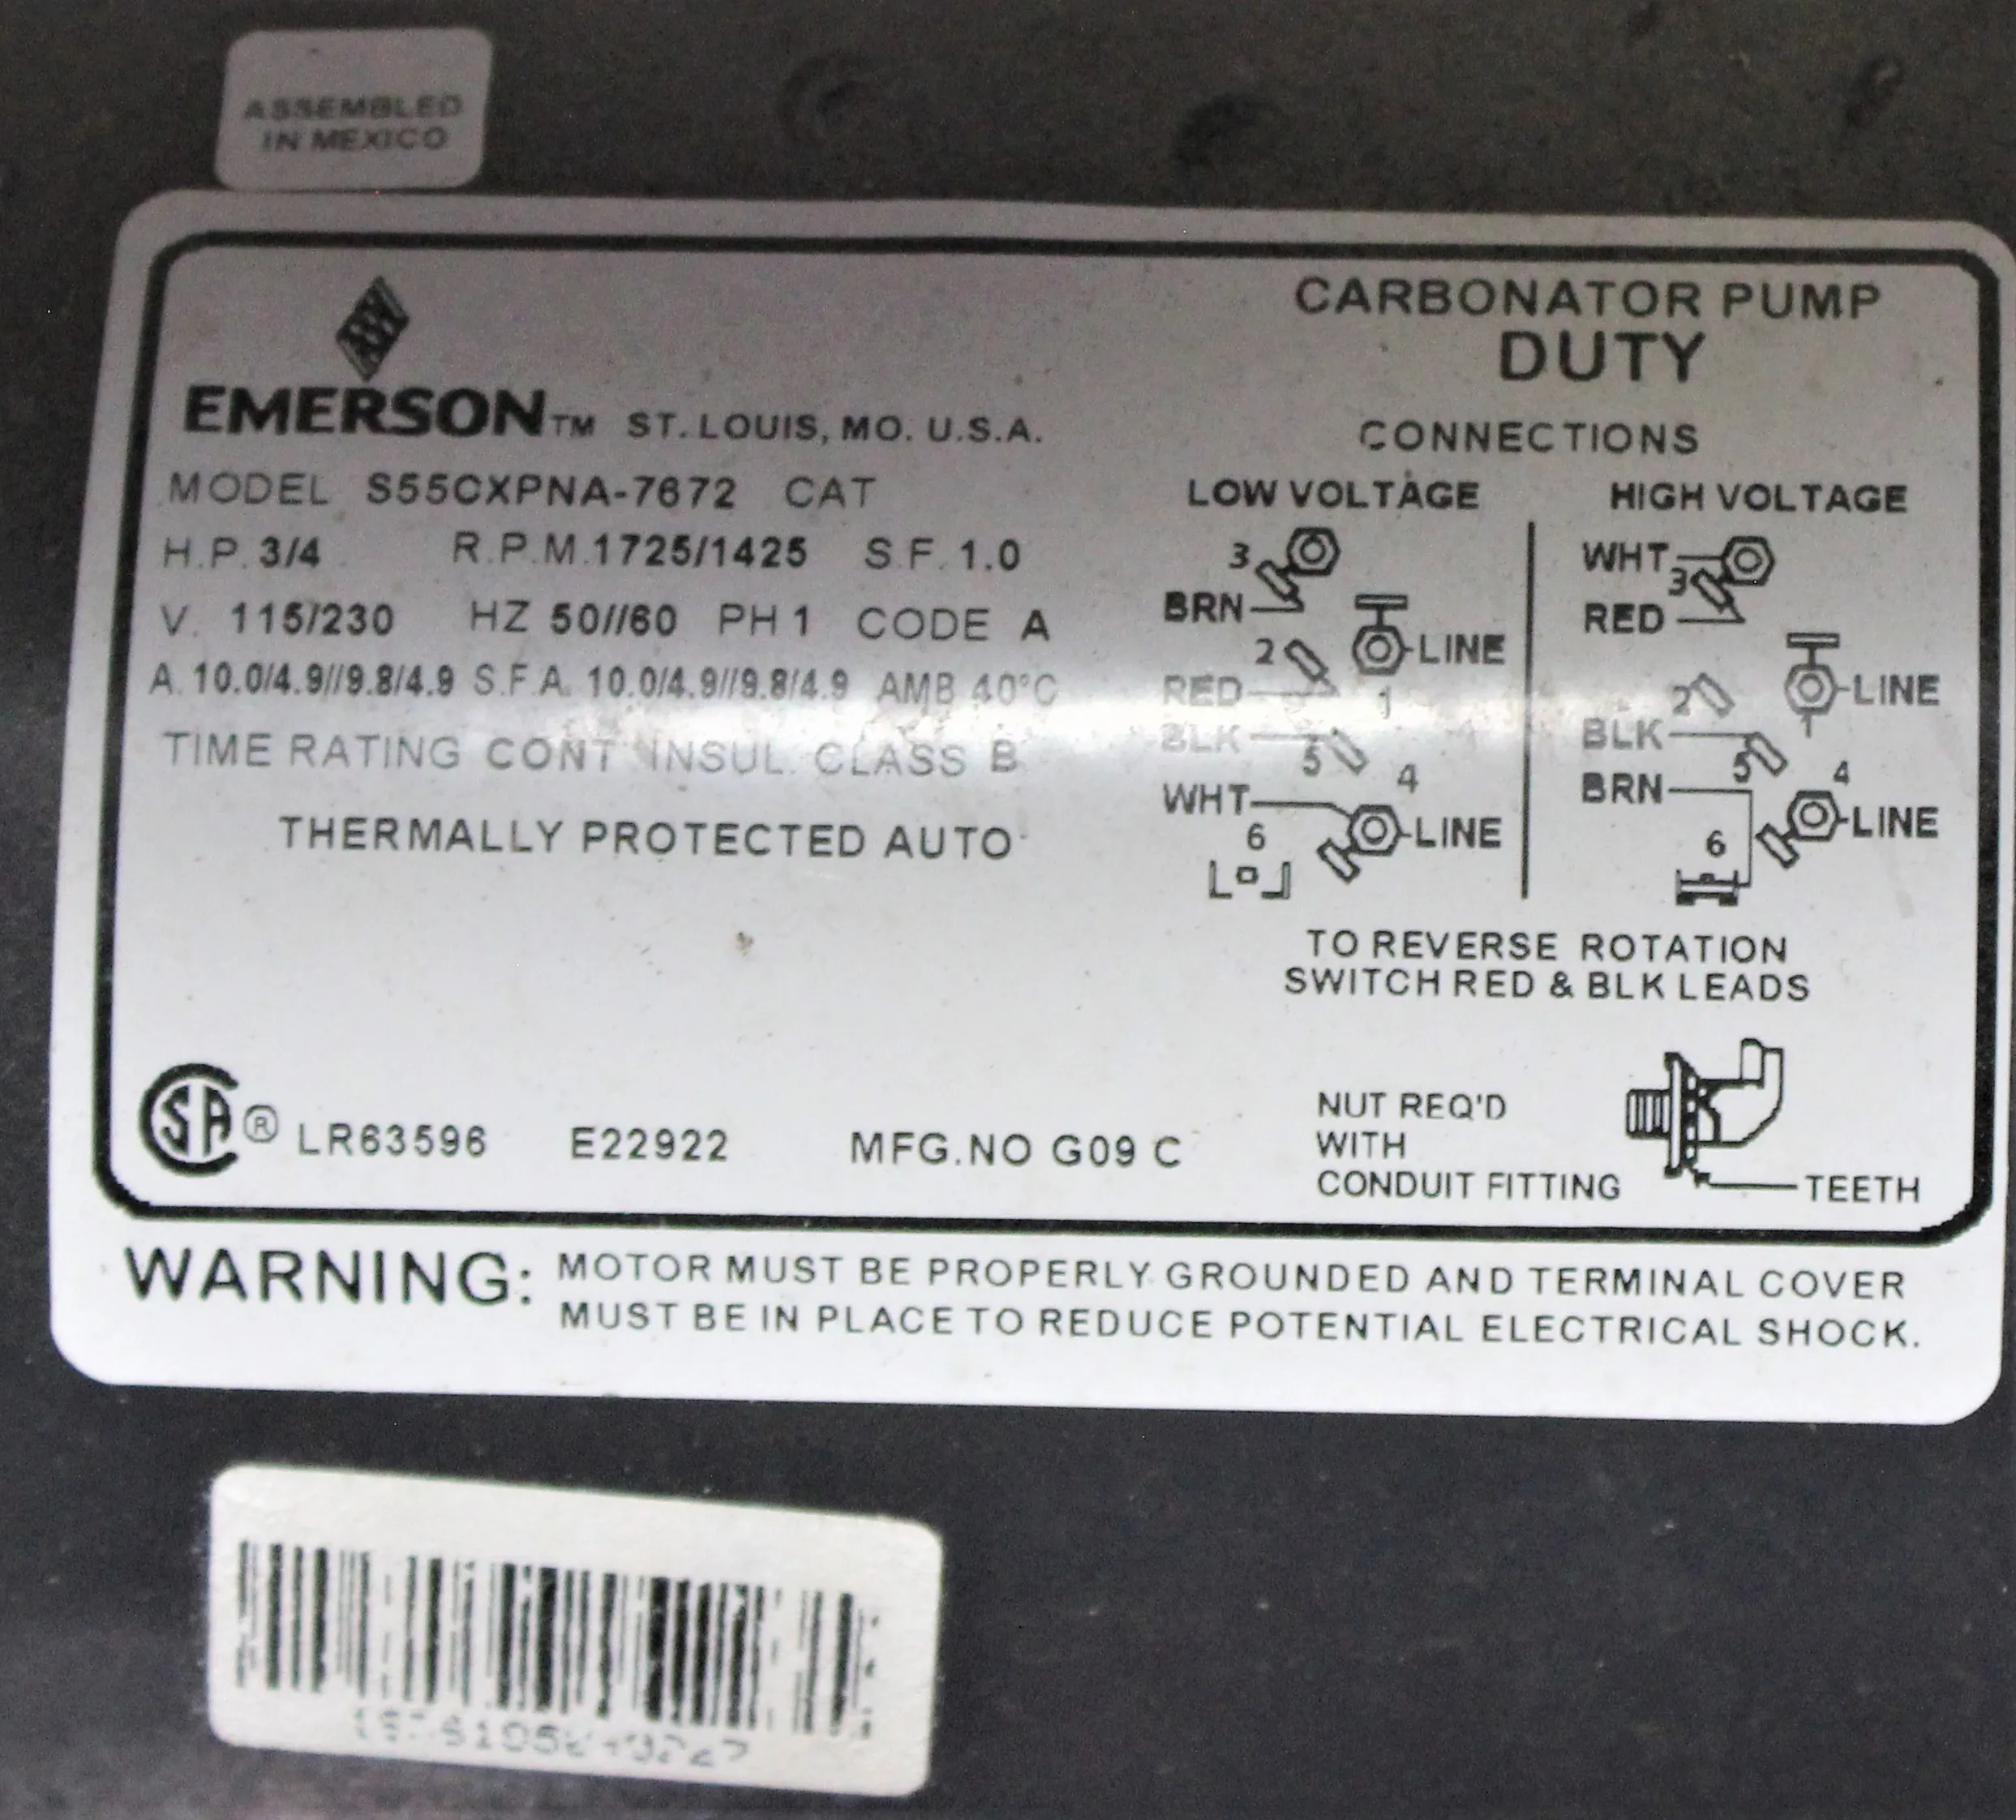 ASSEMBLED
IN MEXICO
EMERSON™ ST. LOUIS, MO. U.S.A.
MODEL S55CXPNA-7672 CAT
H.P. 3/4 R.P.M. 1725/1425 S.F. 1.0
V. 115/230 HZ 50//60 PH 1 CODE A
A. 10.0/4.9//9.8/4.9 S.F.A. 10.0/4.9//9.8/4.9 AMB 40°C
TIME RATING CONT INSUL. CLASS B
THERMALLY PROTECTED AUTO
CARBONATOR PUMP
DUTY
CONNECTIONS
LOW VOLTAGE
3
BRN
2 LINE
RED 1
BLK 5 4
WHT
6 LINE
HIGH VOLTAGE
WHT
3
RED
2 LINE
1
BLK
5 4
BRN
6 LINE
TO REVERSE ROTATION
SWITCH RED & BLK LEADS
SA® LR63596 E22922 MFG.NO G09 C
NUT REQ'D
WITH
CONDUIT FITTING
TEETH
WARNING: MOTOR MUST BE PROPERLY GROUNDED AND TERMINAL COVER
MUST BE IN PLACE TO REDUCE POTENTIAL ELECTRICAL SHOCK.